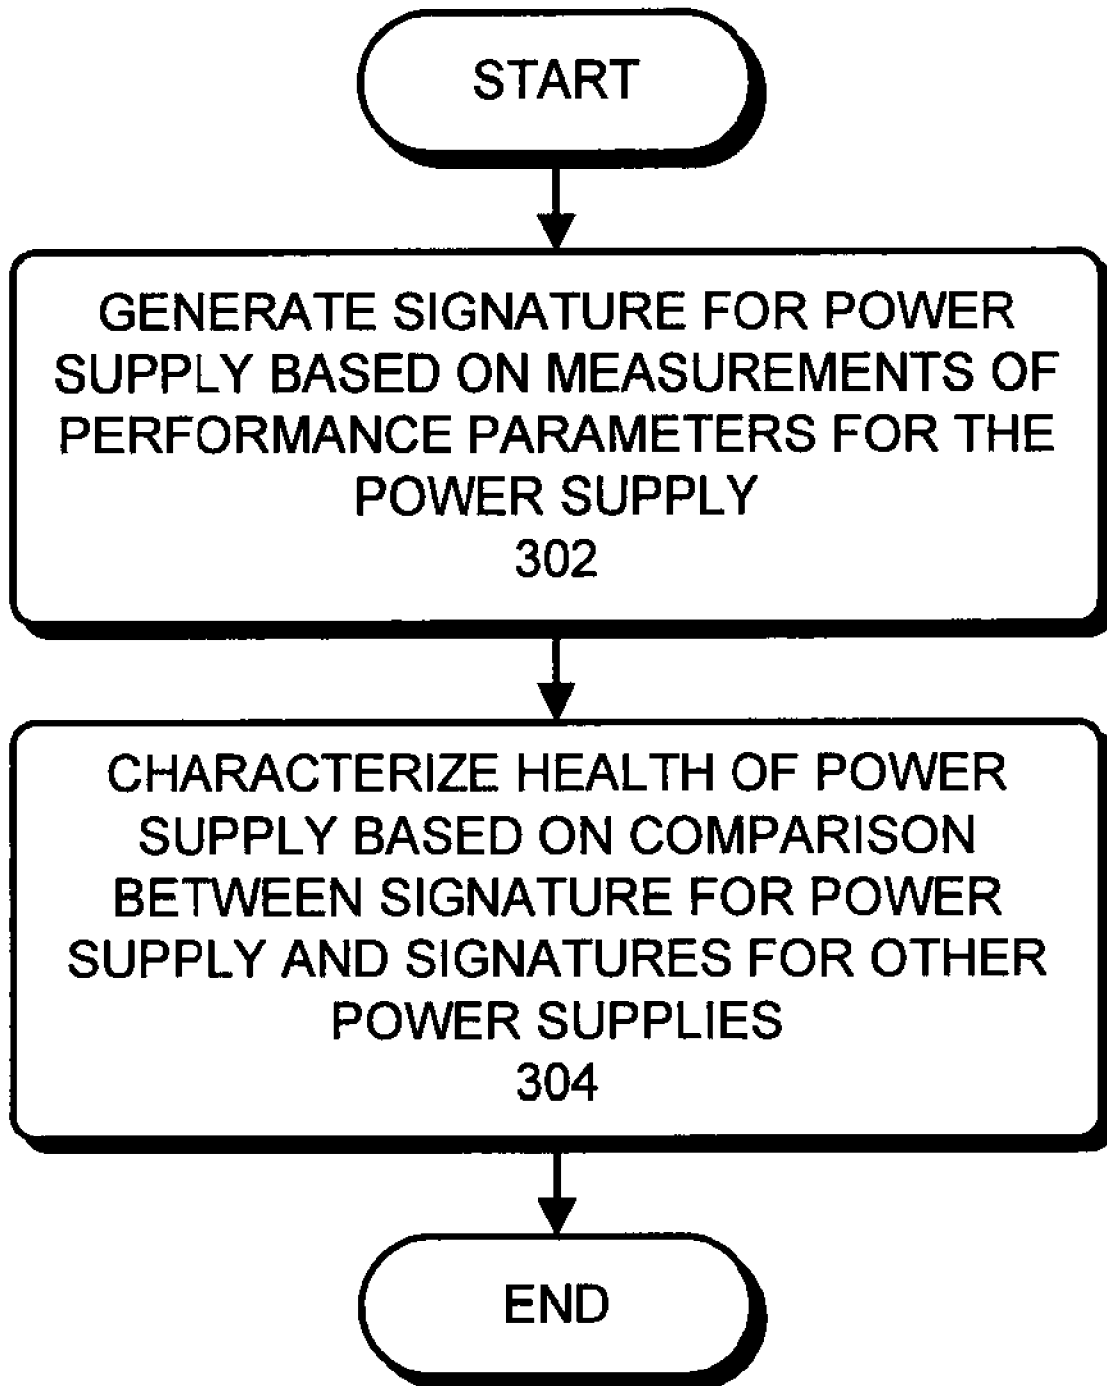 START
GENERATE SIGNATURE FOR POWER
SUPPLY BASED ON MEASUREMENTS OF
PERFORMANCE PARAMETERS FOR THE
POWER SUPPLY
302
CHARACTERIZE HEALTH OF POWER
SUPPLY BASED ON COMPARISON
BETWEEN SIGNATURE FOR POWER
SUPPLY AND SIGNATURES FOR OTHER
POWER SUPPLIES
304
END